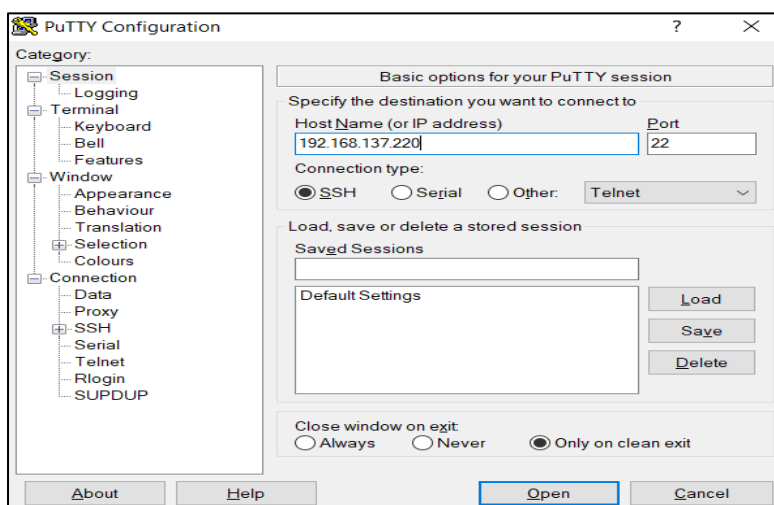 PuTTY Configuration
?
Category:
Session
Logging
Terminal
Keyboard
Bell
Features
Window
Appearance
Behaviour
Translation
Selection
Colours
Connection
Data
Proxy
SSH
Serial
Telnet
Rlogin
SUPDUP
Basic options for your PuTTY session
Specify the destination you want to connect to
Host Name (or IP address) Port
192.168.137.220 22
Connection type:
SSH Serial Other: Telnet
Load, save or delete a stored session
Saved Sessions
Default Settings
Load
Save
Delete
Close window on exit:
Always Never Only on clean exit
About Help Open Cancel